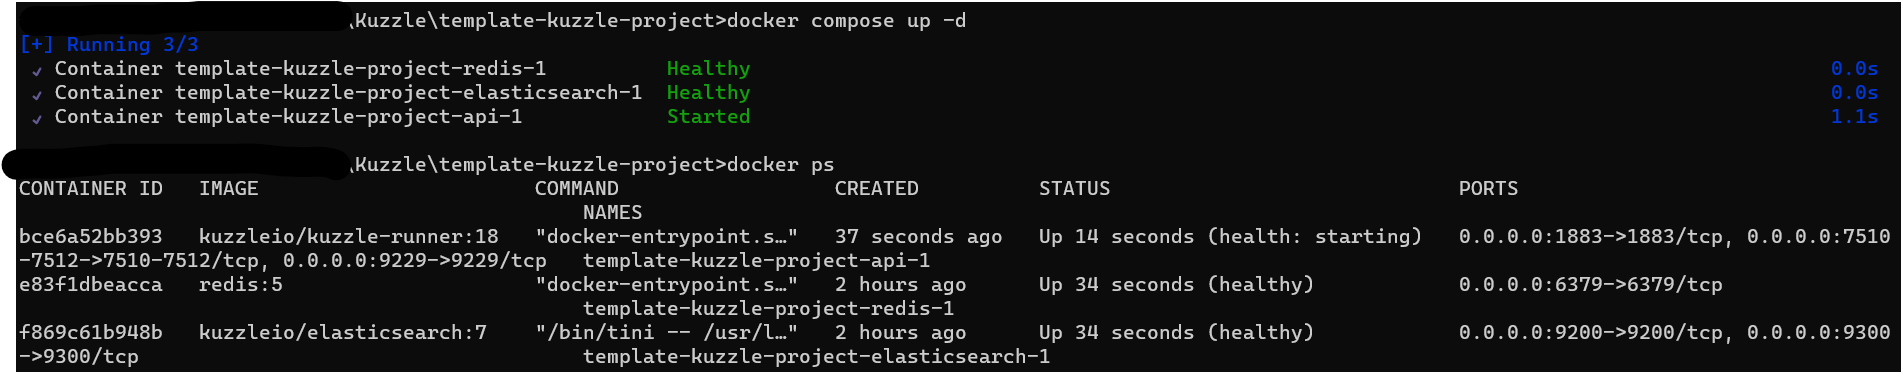 \Kuzzle\template-kuzzle-project>docker compose up -d
[+] Running 3/3
✓ Container template-kuzzle-project-redis-1 Healthy 0.0s
✓ Container template-kuzzle-project-elasticsearch-1 Healthy 0.0s
✓ Container template-kuzzle-project-api-1 Started 1.1s
\Kuzzle\template-kuzzle-project>docker ps
CONTAINER ID IMAGE COMMAND CREATED STATUS PORTS
NAMES
bce6a52bb393 kuzzleio/kuzzle-runner:18 "docker-entrypoint.s…" 37 seconds ago Up 14 seconds (health: starting) 0.0.0.0:1883->1883/tcp, 0.0.0.0:7510
-7512->7510-7512/tcp, 0.0.0.0:9229->9229/tcp template-kuzzle-project-api-1
e83f1dbeacca redis:5 "docker-entrypoint.s…" 2 hours ago Up 34 seconds (healthy) 0.0.0.0:6379->6379/tcp
template-kuzzle-project-redis-1
f869c61b948b kuzzleio/elasticsearch:7 "/bin/tini -- /usr/l…" 2 hours ago Up 34 seconds (healthy) 0.0.0.0:9200->9200/tcp, 0.0.0.0:9300
->9300/tcp template-kuzzle-project-elasticsearch-1